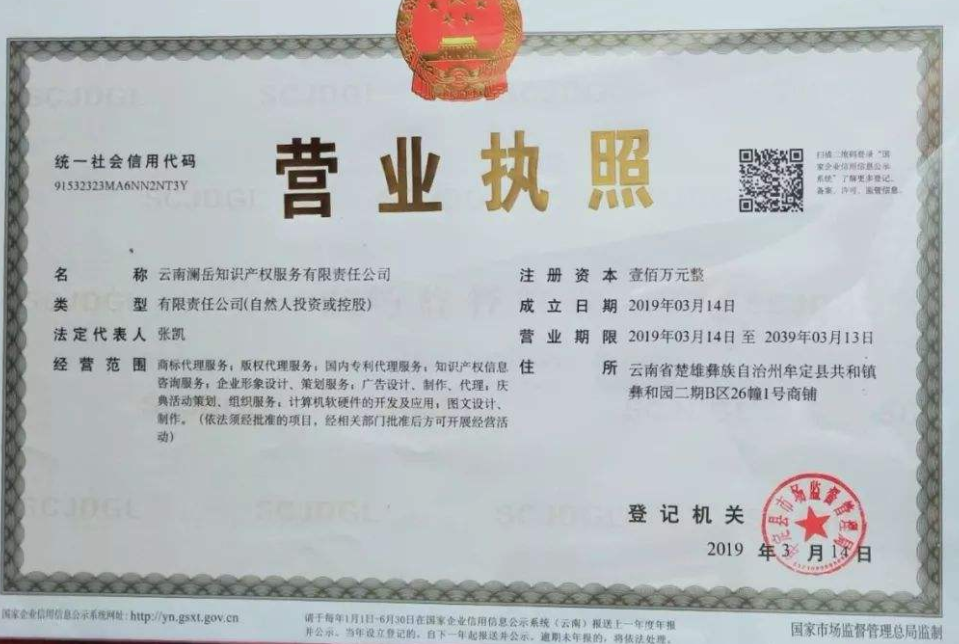 营业执照
统一社会信用代码
91532323MA6NN2NT3Y
扫描二维码登录“国
家企业信用信息公示
系统”了解更多登记、
备案、许可、监管信息。
名 称 云南澜岳知识产权服务有限责任公司
类 型 有限责任公司(自然人投资或控股)
法定代表人 张凯
经营范围 商标代理服务；版权代理服务；国内专利代理服务；知识产权信息
咨询服务；企业形象设计、策划服务；广告设计、制作、代理；庆
典活动策划、组织服务；计算机软硬件的开发及应用；图文设计、
制作。（依法须经批准的项目，经相关部门批准后方可开展经营活
动）
注册资本 壹佰万元整
成立日期 2019年03月14日
营业期限 2019年03月14日 至 2039年03月13日
住 所 云南省楚雄彝族自治州牟定县共和镇
彝和园二期B区26幢1号商铺
登记机关
牟定县市场监督管理局
2019 年 3 月 14 日
国家企业信用信息公示系统网址: http://yn.gsxt.gov.cn
请于每年1月1日-6月30日在国家企业信用信息公示系统（云南）报送上一年度年报
并公示。当年设立登记的，自下一年起报送并公示。逾期未年报的，将依法处理。
国家市场监督管理总局监制